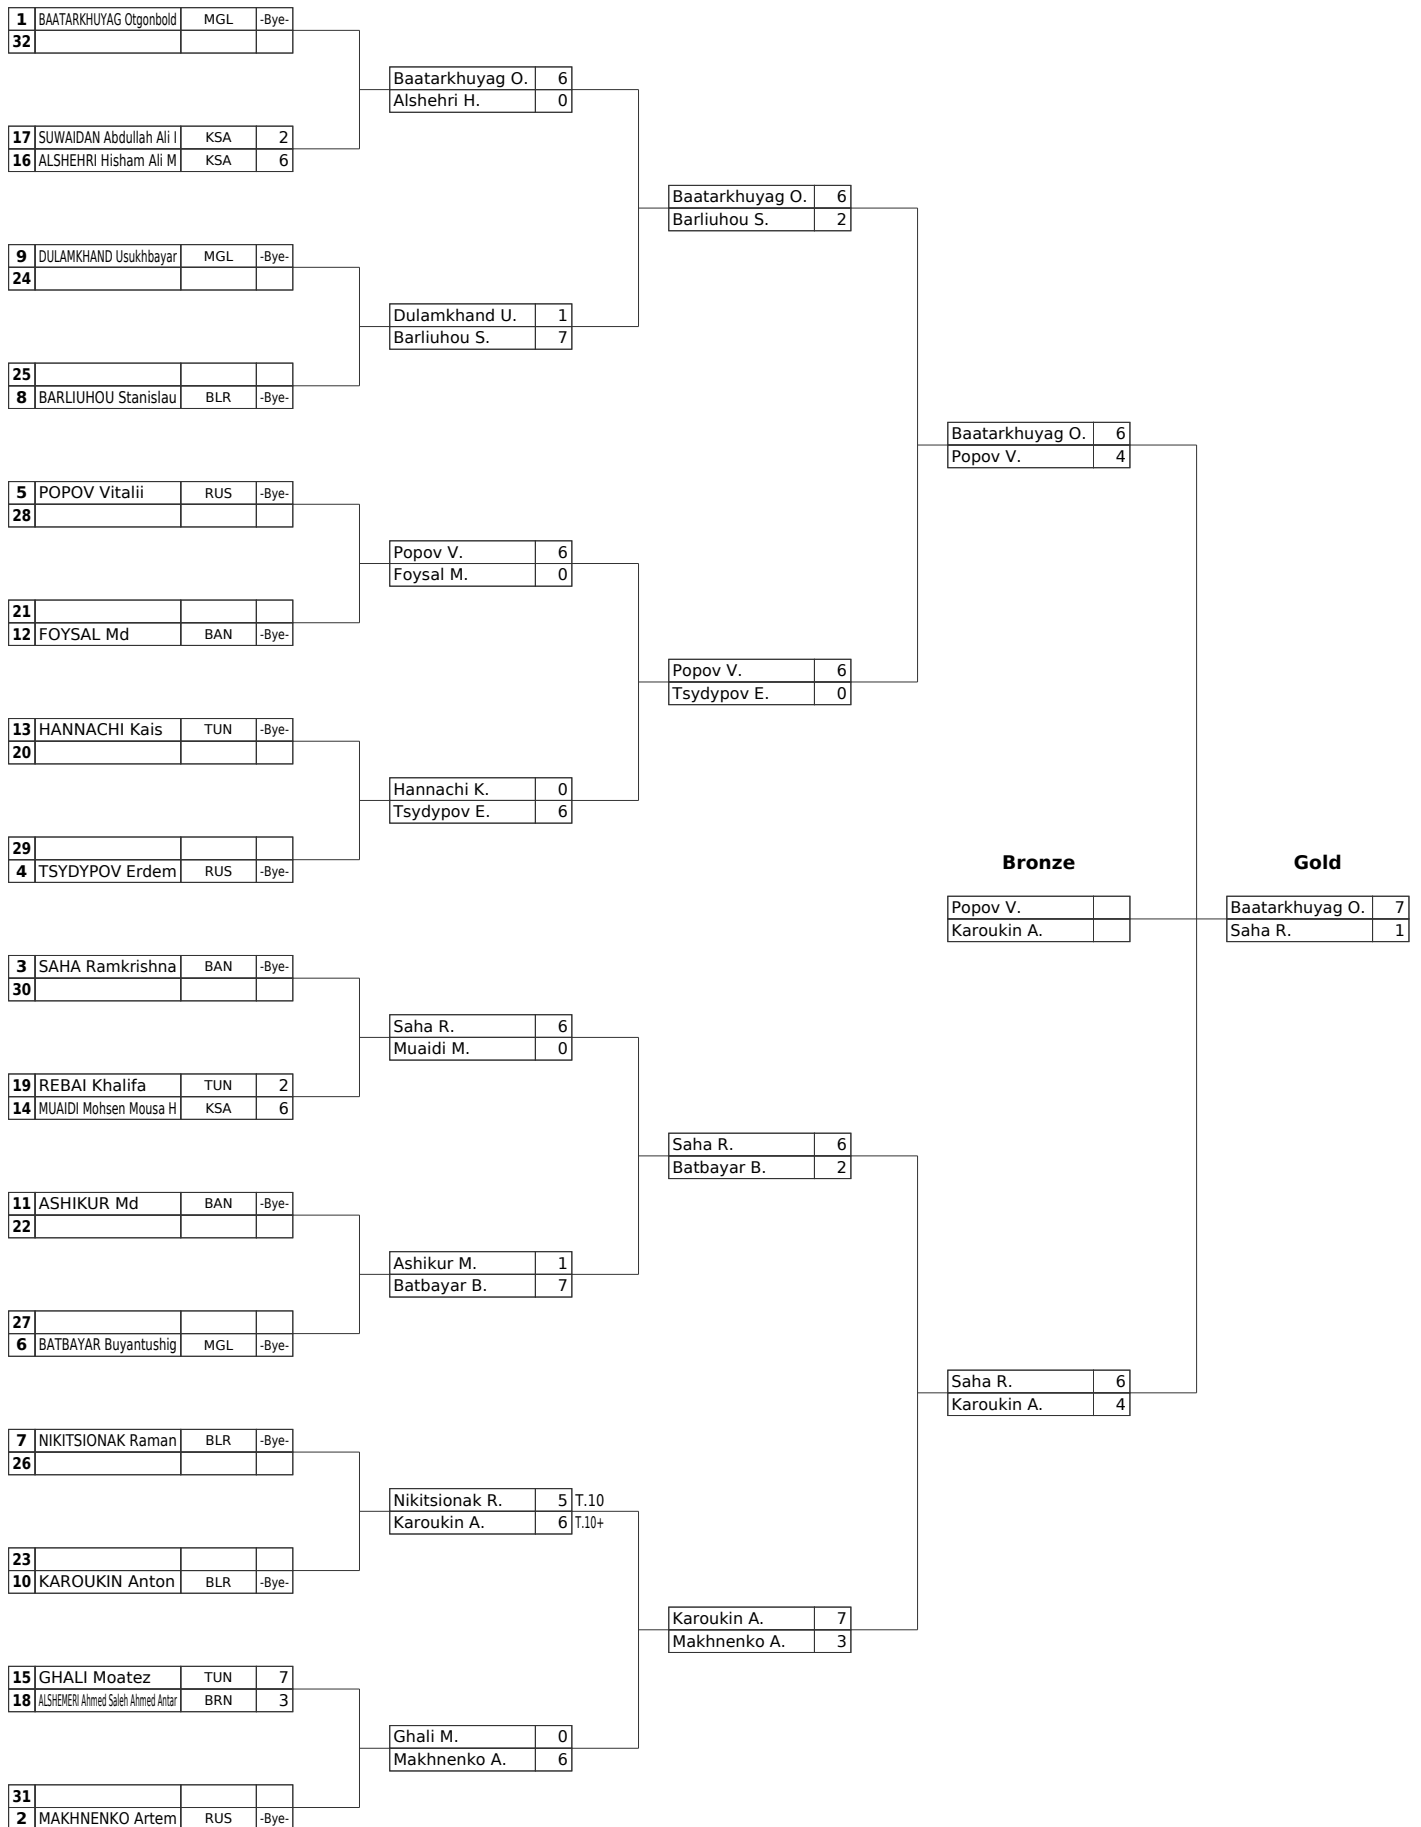 1 BAATARKHUYAG Otgonbold MGL -Bye-
32
Baatarkhuyag O. 6
Alshehri H. 0
17 SUWAIDAN Abdullah Ali I KSA 2
16 ALSHEHRI Hisham Ali M KSA 6
Baatarkhuyag O. 6
Barliuhou S. 2
9 DULAMKHAND Usukhbayar MGL -Bye-
24
Dulamkhand U. 1
Barliuhou S. 7
25
8 BARLIUHOU Stanislau BLR -Bye-
Baatarkhuyag O. 6
Popov V. 4
5 POPOV Vitalii RUS -Bye-
28
Popov V. 6
Foysal M. 0
21
12 FOYSAL Md BAN -Bye-
Popov V. 6
Tsydypov E. 0
13 HANNACHI Kais TUN -Bye-
20
Hannachi K. 0
Tsydypov E. 6
29
4 TSYDYPOV Erdem RUS -Bye-
Bronze Gold
Popov V. Baatarkhuyag O. 7
Karoukin A. Saha R. 1
3 SAHA Ramkrishna BAN -Bye-
30
Saha R. 6
Muaidi M. 0
19 REBAI Khalifa TUN 2
14 MUAIDI Mohsen Mousa H KSA 6
Saha R. 6
Batbayar B. 2
11 ASHIKUR Md BAN -Bye-
22
Ashikur M. 1
Batbayar B. 7
27
6 BATBAYAR Buyantushig MGL -Bye-
Saha R. 6
Karoukin A. 4
7 NIKITSIONAK Raman BLR -Bye-
26
Nikitsionak R. 5 T.10
Karoukin A. 6 T.10+
23
10 KAROUKIN Anton BLR -Bye-
Karoukin A. 7
Makhnenko A. 3
15 GHALI Moatez TUN 7
18 ALSHEMERI Ahmed Saleh Ahmed Antar BRN 3
Ghali M. 0
Makhnenko A. 6
31
2 MAKHNENKO Artem RUS -Bye-